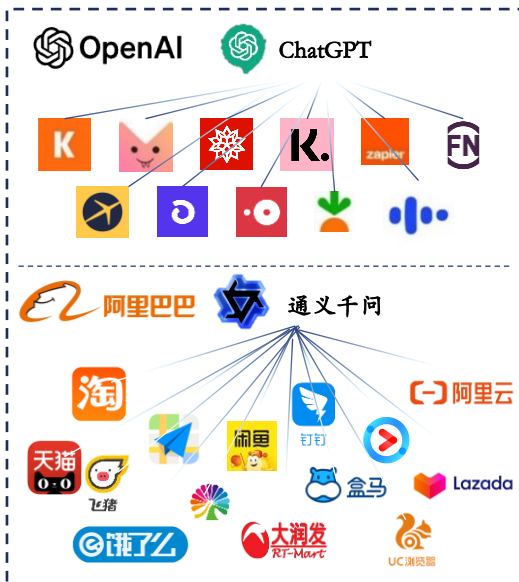 OpenAI ChatGPT
K
K.
zapier
FN
阿里巴巴 通义千问
淘
阿里云
钉钉
闲鱼
天猫
飞猪
盒马
Lazada
饿了么
大润发
RT-Mart
UC浏览器